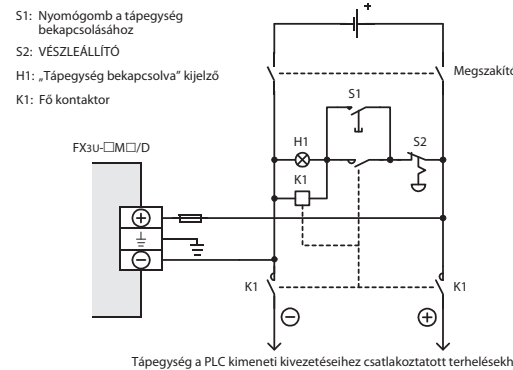 S1: Nyomógomb a tápegység
bekapcsolásához
S2: VÉSZLEÁLLÍTÓ
H1: „Tápegység bekapcsolva” kijelző
K1: Fő kontaktor
FX3U-□M□/D
+
Megszakító
S1
H1
S2
K1
K1
K1
Tápegység a PLC kimeneti kivezetéseihez csatlakoztatott terhelésekh